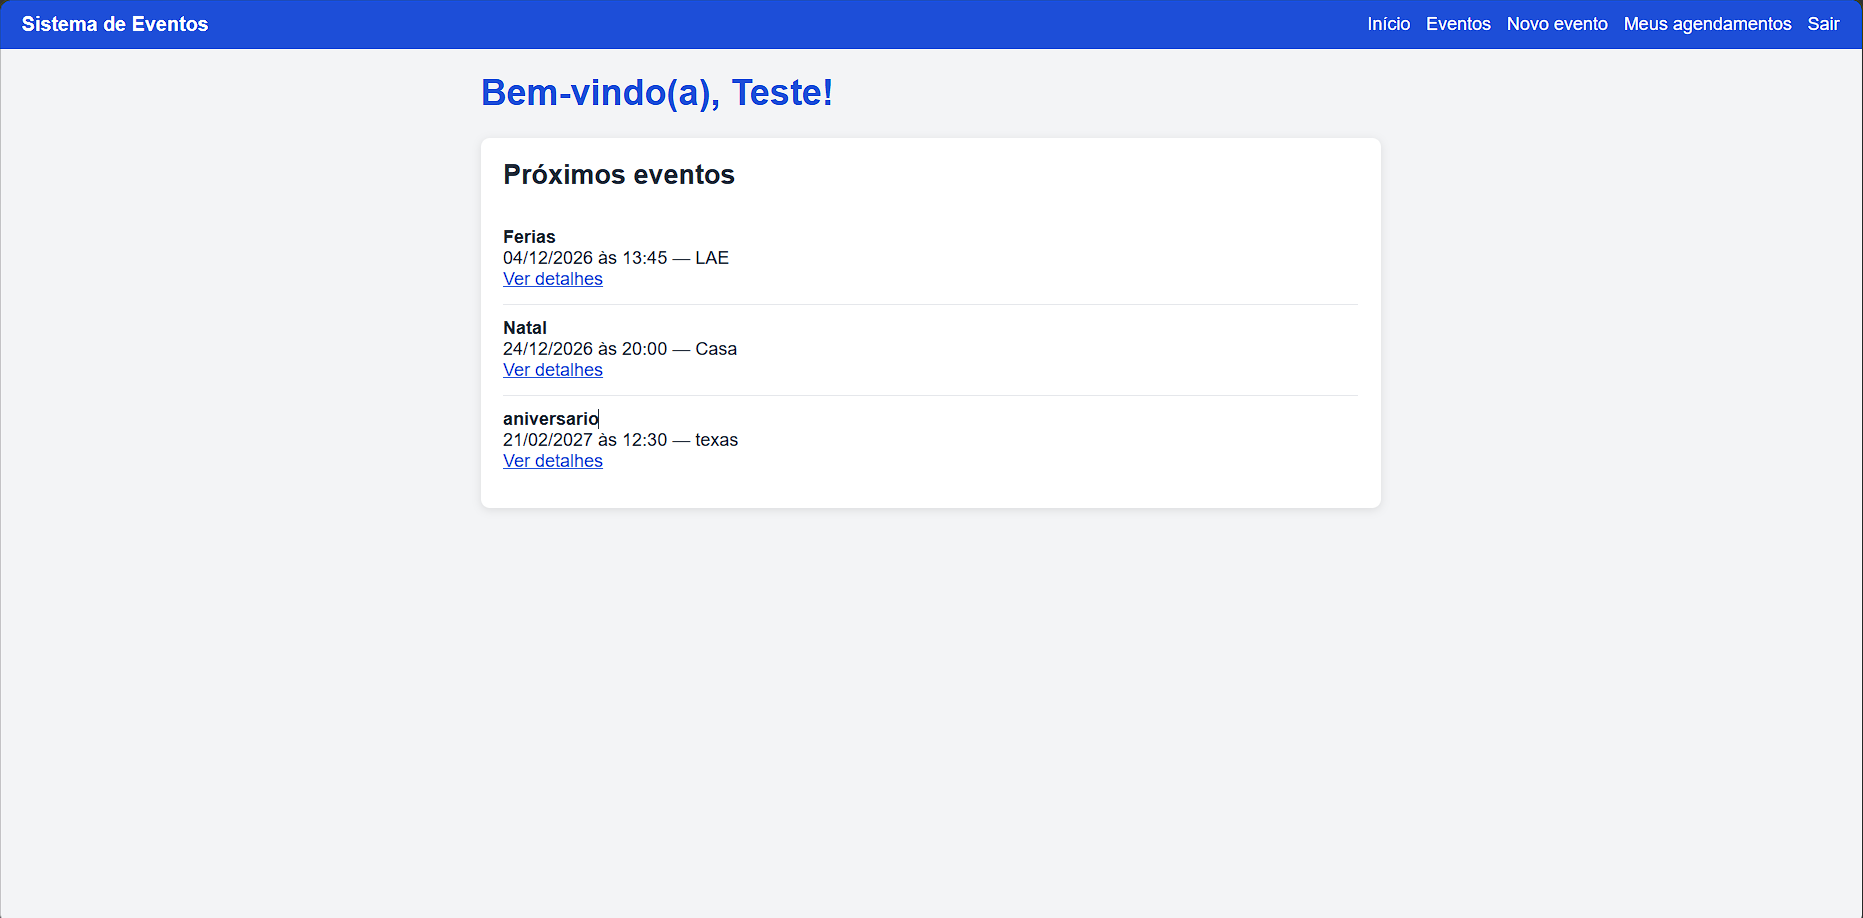 Sistema de Eventos
Início Eventos Novo evento Meus agendamentos Sair
Bem-vindo(a), Teste!
Próximos eventos
Ferias
04/12/2026 às 13:45 — LAE
Ver detalhes
Natal
24/12/2026 às 20:00 — Casa
Ver detalhes
aniversario
21/02/2027 às 12:30 — texas
Ver detalhes